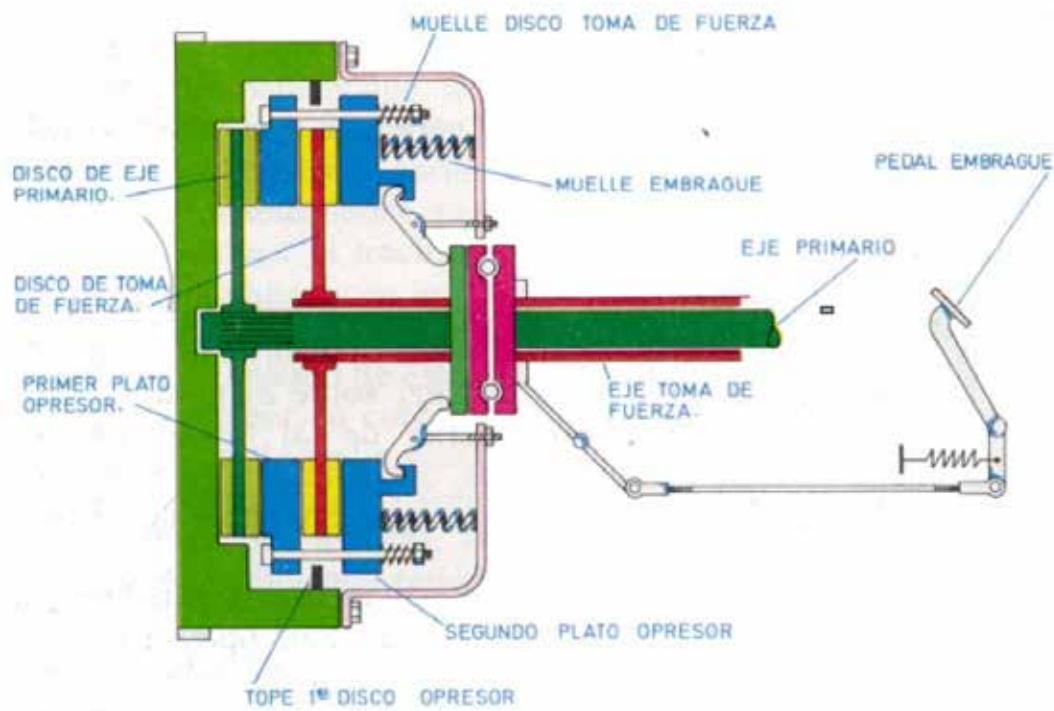 MUELLE DISCO TOMA DE FUERZA
PEDAL EMBRAGUE
DISCO DE EJE
PRIMARIO.
MUELLE EMBRAGUE
EJE PRIMARIO
DISCO DE TOMA
DE FUERZA.
PRIMER PLATO
OPRESOR.
EJE TOMA DE
FUERZA.
SEGUNDO PLATO OPRESOR
TOPE 1er DISCO OPRESOR